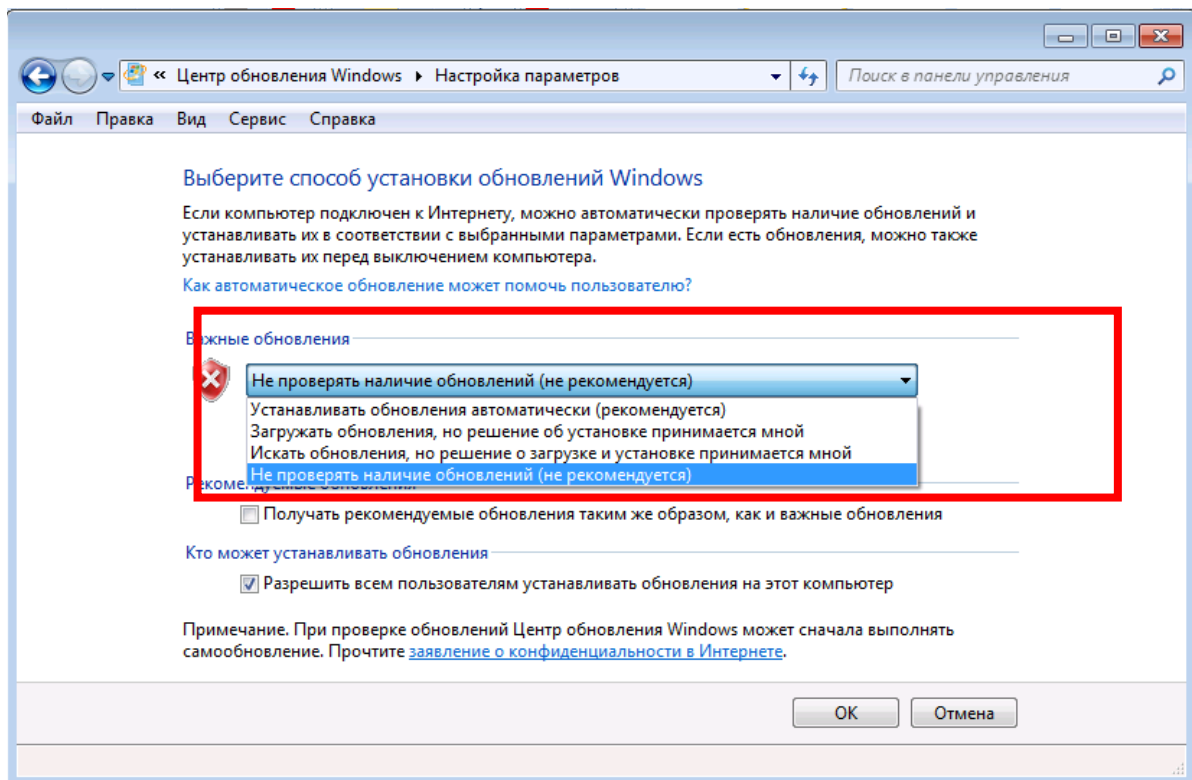 « Центр обновления Windows ▸ Настройка параметров
Поиск в панели управления
Файл Правка Вид Сервис Справка
Выберите способ установки обновлений Windows
Если компьютер подключен к Интернету, можно автоматически проверять наличие обновлений и
устанавливать их в соответствии с выбранными параметрами. Если есть обновления, можно также
устанавливать их перед выключением компьютера.
Как автоматическое обновление может помочь пользователю?
Важные обновления
Не проверять наличие обновлений (не рекомендуется)
Устанавливать обновления автоматически (рекомендуется)
Загружать обновления, но решение об установке принимается мной
Искать обновления, но решение о загрузке и установке принимается мной
Не проверять наличие обновлений (не рекомендуется)
Рекомендуемые обновления
Получать рекомендуемые обновления таким же образом, как и важные обновления
Кто может устанавливать обновления
Разрешить всем пользователям устанавливать обновления на этот компьютер
Примечание. При проверке обновлений Центр обновления Windows может сначала выполнять
самообновление. Прочтите заявление о конфиденциальности в Интернете.
ОК Отмена